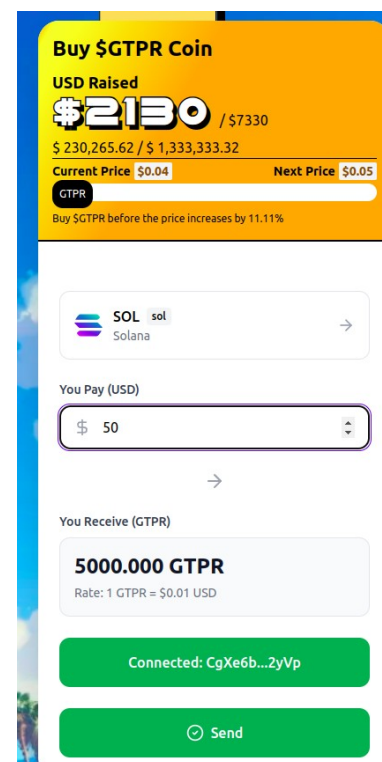 Buy $GTPR Coin
USD Raised
$2130 / $7330
$ 230,265.62 / $ 1,333,333.32
Current Price $0.04 Next Price $0.05
GTPR
Buy $GTPR before the price increases by 11.11%
SOL sol
Solana
You Pay (USD)
$ 50
You Receive (GTPR)
5000.000 GTPR
Rate: 1 GTPR = $0.01 USD
Connected: CgXe6b...2yVp
Send